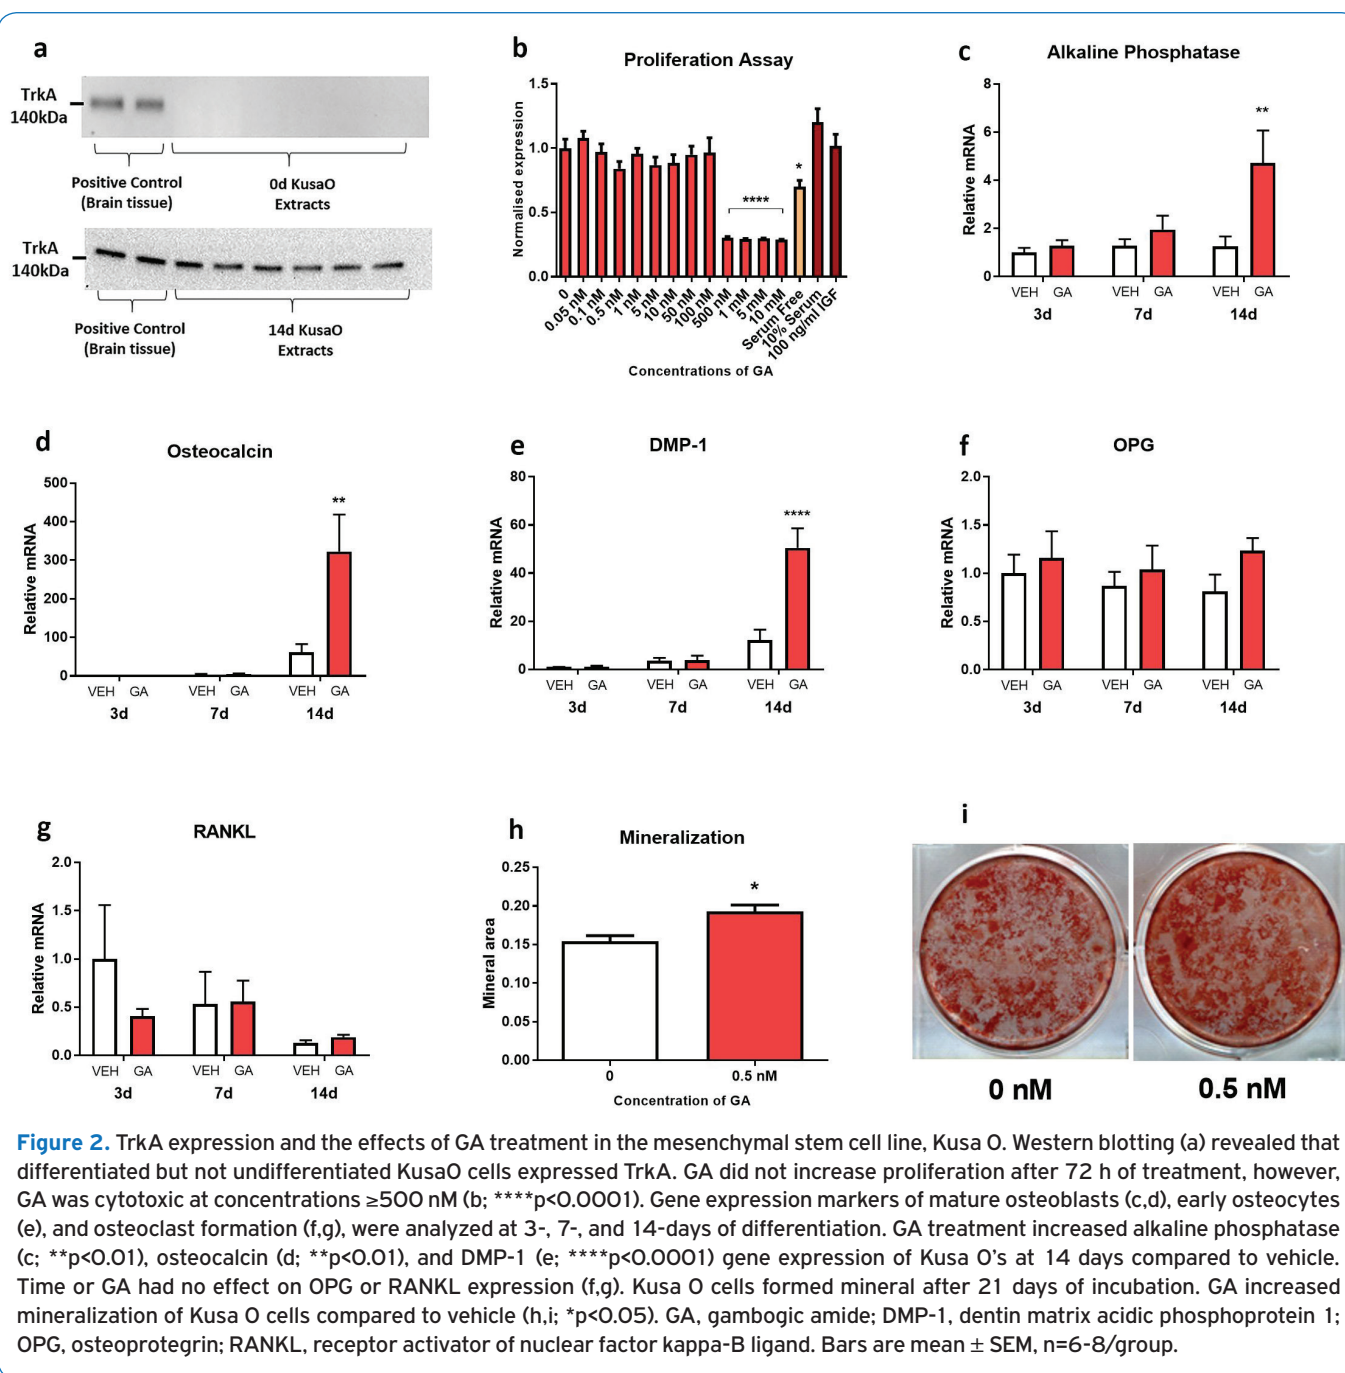 a
TrkA
140kDa
Positive Control
(Brain tissue)
0d KusaO
Extracts
TrkA
140kDa
Positive Control
(Brain tissue)
14d KusaO
Extracts
b
Proliferation Assay
Normalised expression
1.5
1.0
0.5
0.0
****
*
0
0.05 nM
0.1 nM
0.5 nM
1 nM
5 nM
10 nM
50 nM
100 nM
500 nM
1 mM
5 mM
10 mM
Serum Free
10% Serum
100 ng/ml IGF
Concentrations of GA
c
Alkaline Phosphatase
Relative mRNA
8
6
4
2
0
**
VEH GA VEH GA VEH GA
3d 7d 14d
d
Osteocalcin
Relative mRNA
500
400
300
200
100
0
**
VEH GA VEH GA VEH GA
3d 7d 14d
e
DMP-1
Relative mRNA
80
60
40
20
0
****
VEH GA VEH GA VEH GA
3d 7d 14d
f
OPG
Relative mRNA
2.0
1.5
1.0
0.5
0.0
VEH GA VEH GA VEH GA
3d 7d 14d
g
RANKL
Relative mRNA
2.0
1.5
1.0
0.5
0.0
VEH GA VEH GA VEH GA
3d 7d 14d
h
Mineralization
Mineral area
0.25
0.20
0.15
0.10
0.05
0.00
*
0 0.5 nM
Concentration of GA
i
0 nM 0.5 nM
Figure 2. TrkA expression and the effects of GA treatment in the mesenchymal stem cell line, Kusa O. Western blotting (a) revealed that
differentiated but not undifferentiated KusaO cells expressed TrkA. GA did not increase proliferation after 72 h of treatment, however,
GA was cytotoxic at concentrations ≥500 nM (b; ****p<0.0001). Gene expression markers of mature osteoblasts (c,d), early osteocytes
(e), and osteoclast formation (f,g), were analyzed at 3-, 7-, and 14-days of differentiation. GA treatment increased alkaline phosphatase
(c; **p<0.01), osteocalcin (d; **p<0.01), and DMP-1 (e; ****p<0.0001) gene expression of Kusa O's at 14 days compared to vehicle.
Time or GA had no effect on OPG or RANKL expression (f,g). Kusa O cells formed mineral after 21 days of incubation. GA increased
mineralization of Kusa O cells compared to vehicle (h,i; *p<0.05). GA, gambogic amide; DMP-1, dentin matrix acidic phosphoprotein 1;
OPG, osteoprotegrin; RANKL, receptor activator of nuclear factor kappa-B ligand. Bars are mean ± SEM, n=6-8/group.